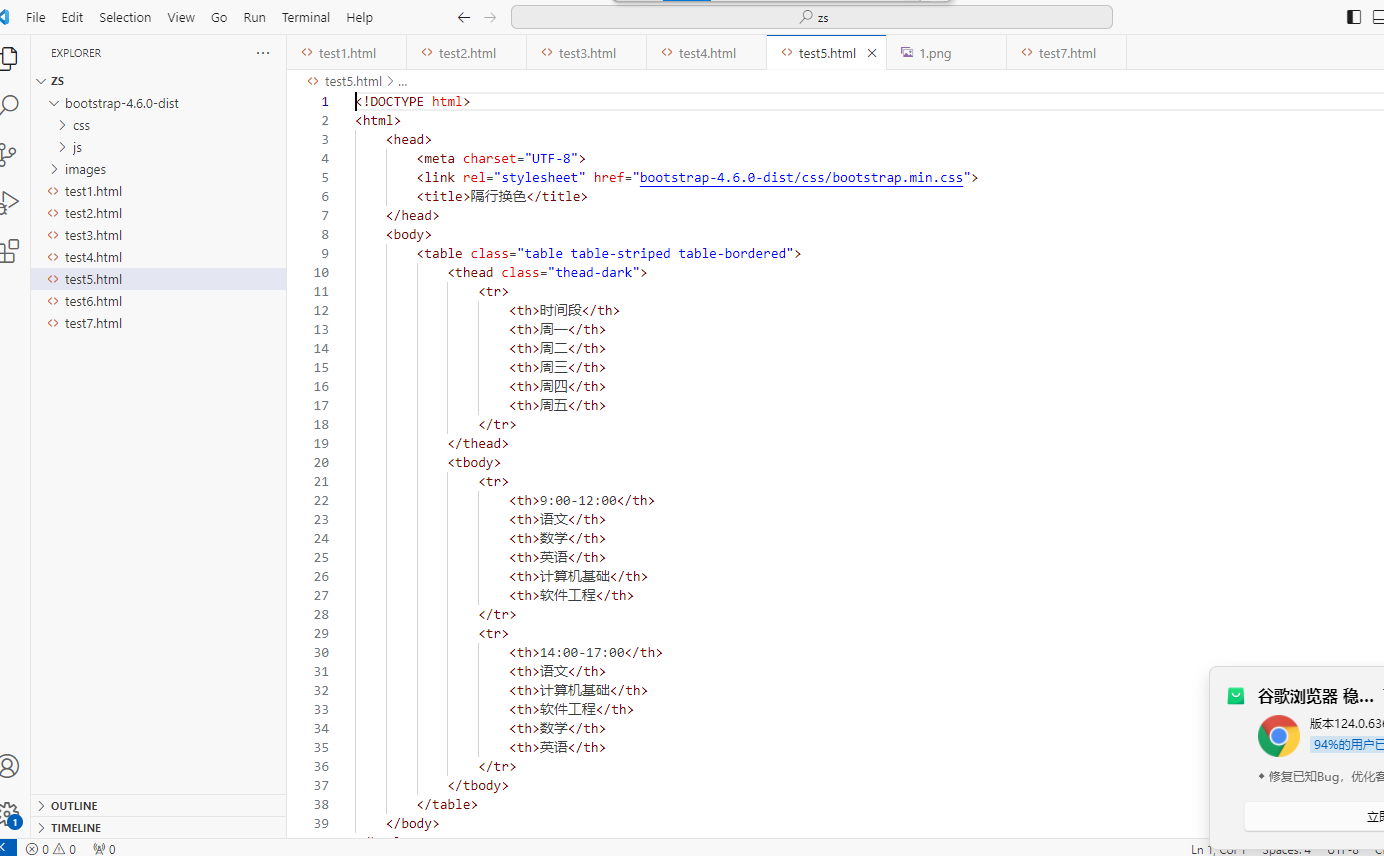 File Edit Selection View Go Run Terminal Help
zs
EXPLORER
test1.html test2.html test3.html test4.html test5.html 1.png test7.html
ZS
test5.html > ...
bootstrap-4.6.0-dist
css
js
images
test1.html
test2.html
test3.html
test4.html
test5.html
test6.html
test7.html
OUTLINE
TIMELINE
1 <!DOCTYPE html>
2 <html>
3 <head>
4 <meta charset="UTF-8">
5 <link rel="stylesheet" href="bootstrap-4.6.0-dist/css/bootstrap.min.css">
6 <title>隔行换色</title>
7 </head>
8 <body>
9 <table class="table table-striped table-bordered">
10 <thead class="thead-dark">
11 <tr>
12 <th>时间段</th>
13 <th>周一</th>
14 <th>周二</th>
15 <th>周三</th>
16 <th>周四</th>
17 <th>周五</th>
18 </tr>
19 </thead>
20 <tbody>
21 <tr>
22 <th>9:00-12:00</th>
23 <th>语文</th>
24 <th>数学</th>
25 <th>英语</th>
26 <th>计算机基础</th>
27 <th>软件工程</th>
28 </tr>
29 <tr>
30 <th>14:00-17:00</th>
31 <th>语文</th>
32 <th>计算机基础</th>
33 <th>软件工程</th>
34 <th>数学</th>
35 <th>英语</th>
36 </tr>
37 </tbody>
38 </table>
39 </body>
谷歌浏览器 稳...
版本124.0.636
94%的用户已
修复已知Bug，优化客
立即
1
0 0 0
Ln 1, Col 1 Spaces: 4 UTF-8